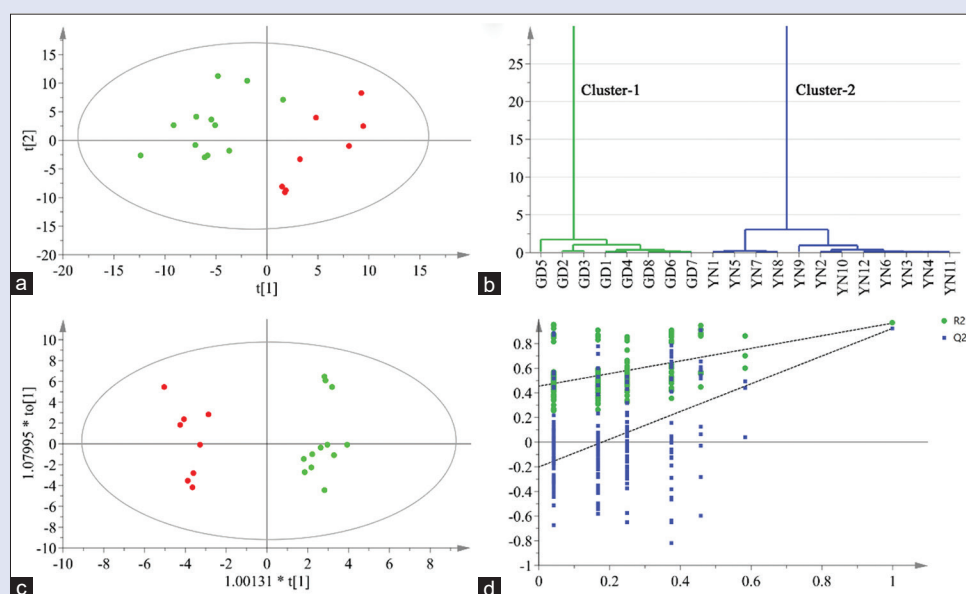 15
10
5
0
-5
-10
-15
-20
t[2]
-20 -15 -10 -5 0 5 10 15
t[1]
a
b
25
20
15
10
5
0
Cluster-1
Cluster-2
GD5
GD2
GD3
GD1
GD4
GD8
GD6
GD7
YN1
YN5
YN7
YN8
YN9
YN2
YN10
YN12
YN6
YN3
YN4
YN11
10
8
6
4
2
0
-2
-4
-6
-8
-10
1.07995 * to[1]
-10 -8 -6 -4 -2 0 2 4 6 8
1.00131 * t[1]
c
R2
Q2
0.8
0.6
0.4
0.2
0
-0.2
-0.4
-0.6
-0.8
-1
0 0.2 0.4 0.6 0.8 1
d